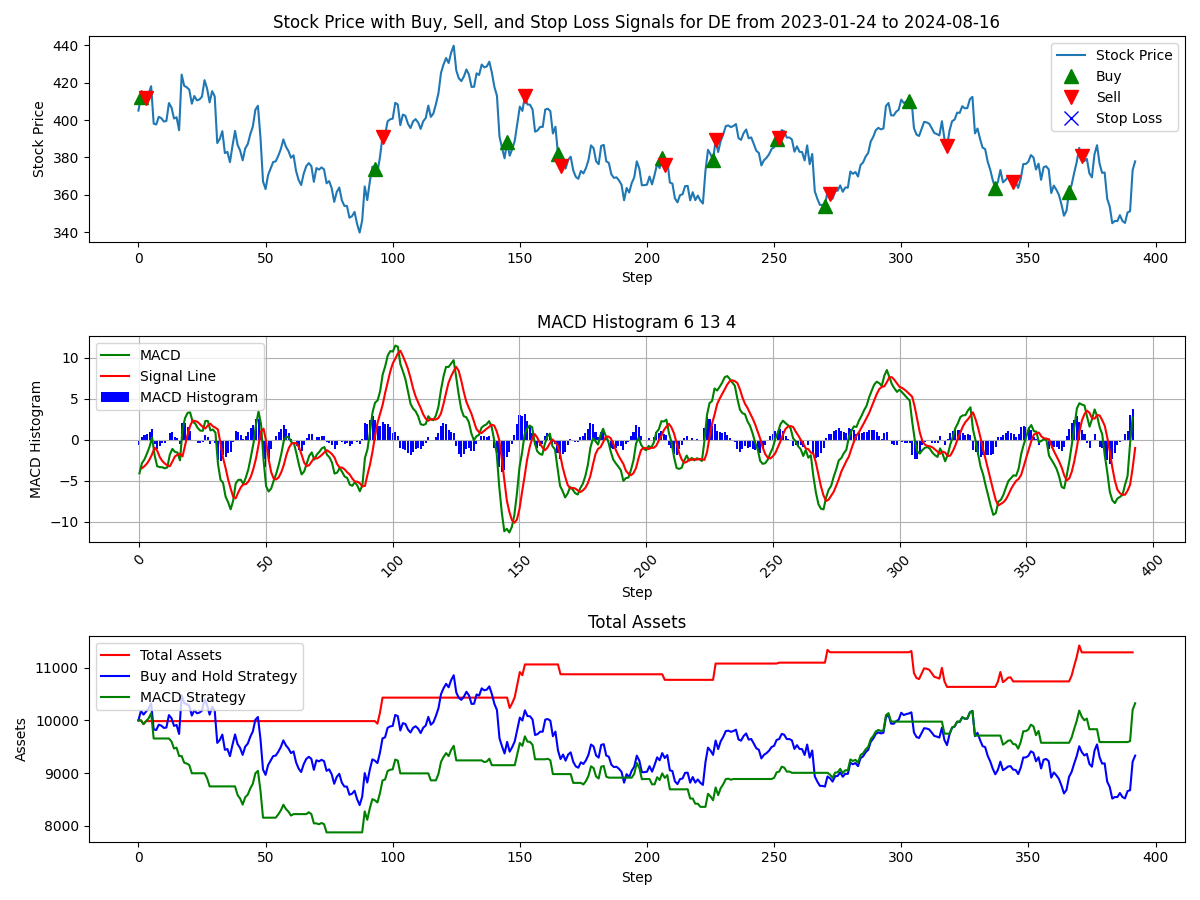 Stock Price with Buy, Sell, and Stop Loss Signals for DE from 2023-01-24 to 2024-08-16
Stock Price
440
420
400
380
360
340
0 50 100 150 200 250 300 350 400
Step
Stock Price
Buy
Sell
Stop Loss
MACD Histogram 6 13 4
MACD Histogram
10
5
0
−5
−10
0 50 100 150 200 250 300 350 400
Step
MACD
Signal Line
MACD Histogram
Total Assets
Assets
11000
10000
9000
8000
0 50 100 150 200 250 300 350 400
Step
Total Assets
Buy and Hold Strategy
MACD Strategy